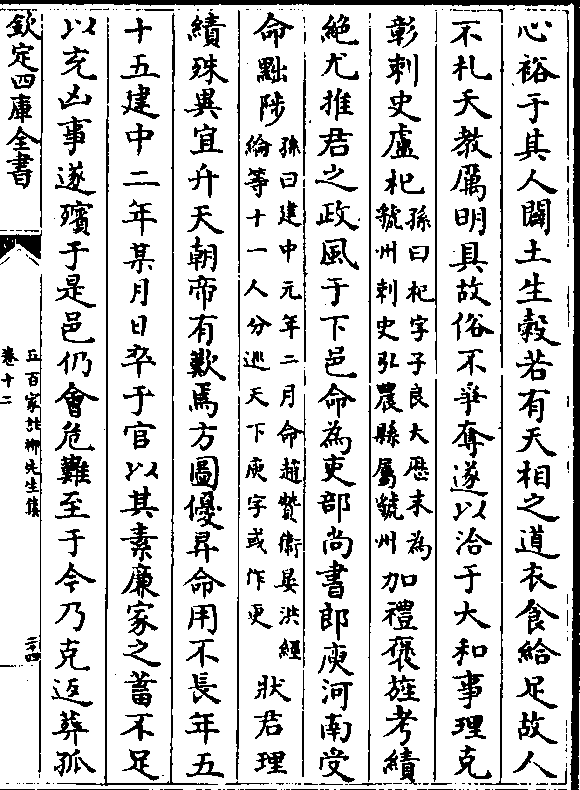 心裕于其人闢土生穀若有天相之道衣食給足故人
不札夭教厲明具故俗不爭奪遂以洽于大和事理克
彰刺史盧杞孫曰杞字子良大厯末為虢州刺史弘農縣屬虢州加禮褒旌考績
絶尤推君之政風于下邑命為吏部尚書郎庾河南受
命黜陟孫曰建中元年二月命趙贊衛晏洪經綸等十一人分巡天下庾字或作更狀君理
績殊異宜升天朝帝有歎焉方圖優昇命用不長年五
十五建中二年某月日卒于官以其素廉家之蓄不足
以充凶事遂殯于是邑仍會危難至于今乃克返葬孤
欽定四庫全書
五百家註柳先生集
卷十二
二十四